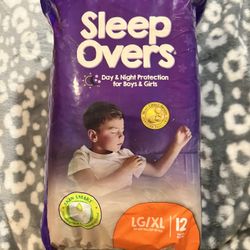 Sleep
Overs
Day & Night Protection
for Boys & Girls
LG/XL
12